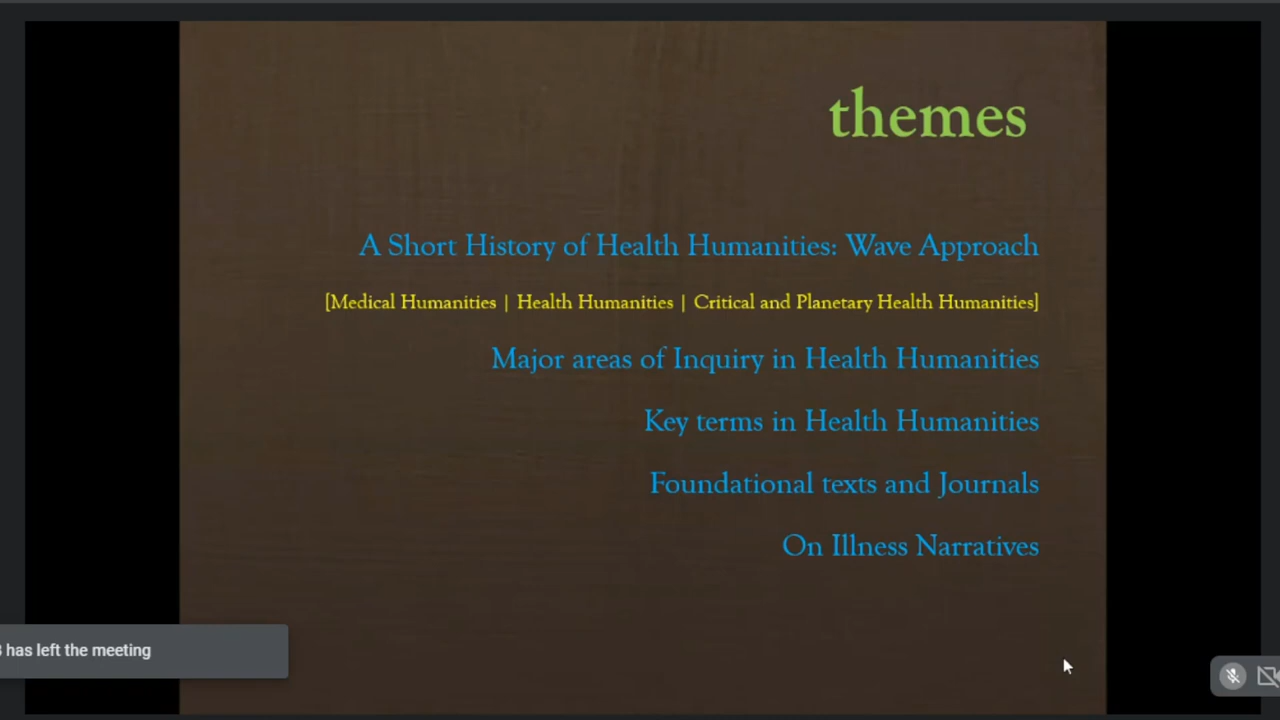 themes
A Short History of Health Humanities: Wave Approach
[Medical Humanities | Health Humanities | Critical and Planetary Health Humanities]
Major areas of Inquiry in Health Humanities
Key terms in Health Humanities
Foundational texts and Journals
On Illness Narratives
has left the meeting